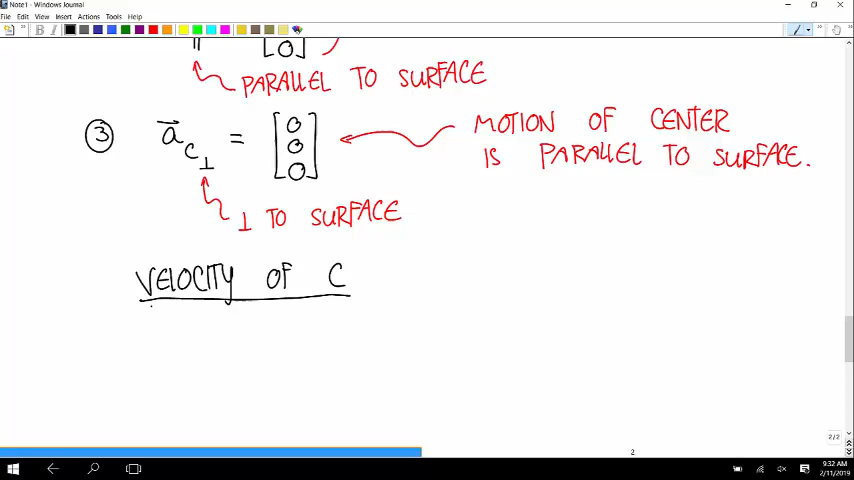 Note1 - Windows Journal
File Edit View Insert Actions Tools Help
B I
|| [0]
PARALLEL TO SURFACE
③ a⃗ C⊥ = [0 0 0]
MOTION OF CENTER
IS PARALLEL TO SURFACE.
⊥ TO SURFACE
VELOCITY OF C
2/2
2
9:32 AM
2/11/2019